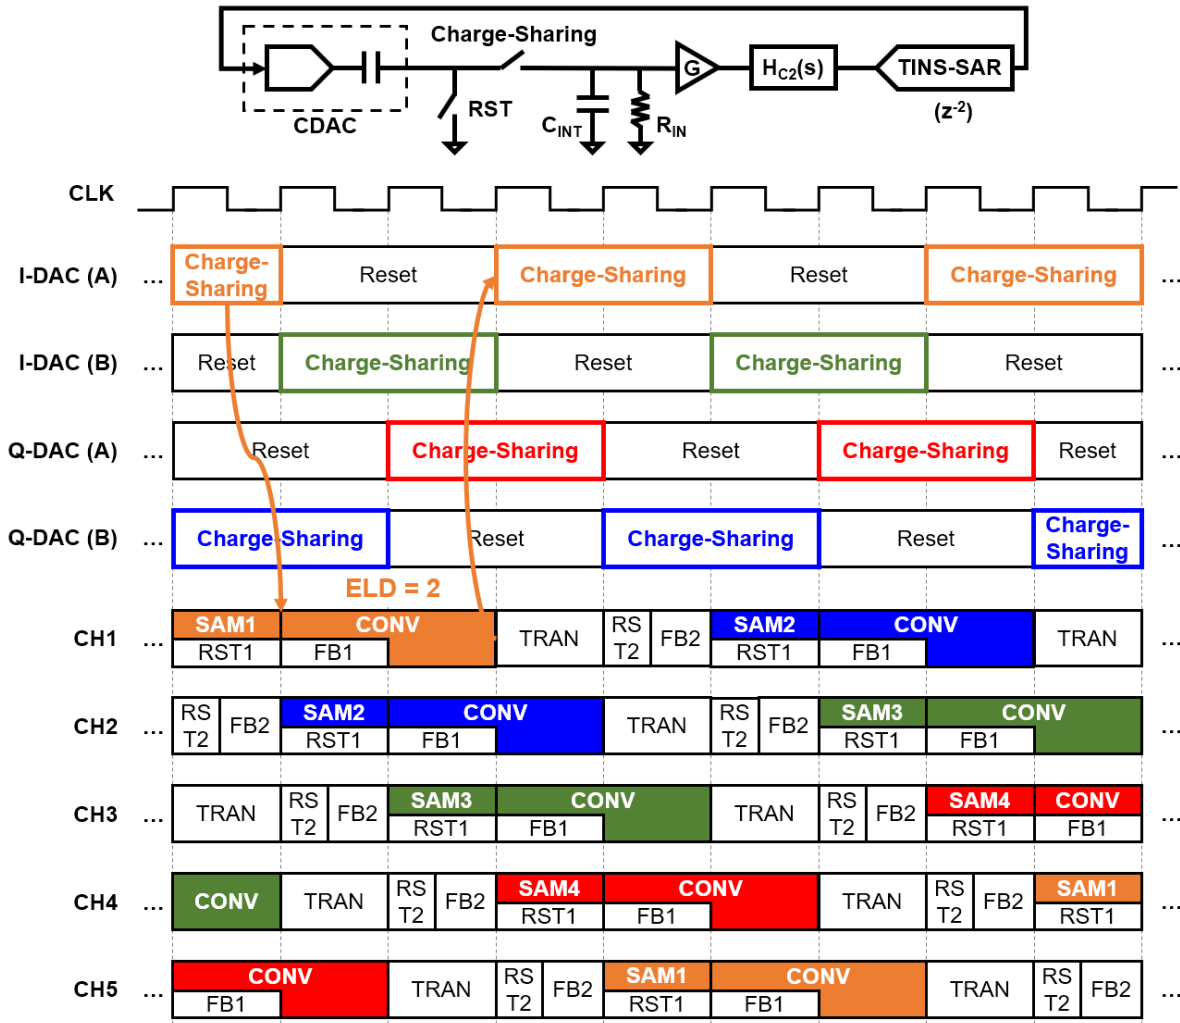 Charge-Sharing
G
H_C2(s)
TINS-SAR
RST
CDAC
C_INT
R_IN
(z⁻²)
CLK
I-DAC (A)
...
Charge-
Sharing
Reset
Charge-Sharing
Reset
Charge-Sharing
...
I-DAC (B)
...
Reset
Charge-Sharing
Reset
Charge-Sharing
Reset
...
Q-DAC (A)
...
Reset
Charge-Sharing
Reset
Charge-Sharing
Reset
...
Q-DAC (B)
...
Charge-Sharing
Reset
Charge-Sharing
Reset
Charge-
Sharing
...
ELD = 2
CH1
...
SAM1
RST1
CONV
FB1
TRAN
RS
T2
FB2
SAM2
RST1
CONV
FB1
TRAN
...
CH2
...
RS
T2
FB2
SAM2
RST1
CONV
FB1
TRAN
RS
T2
FB2
SAM3
RST1
CONV
FB1
...
CH3
...
TRAN
RS
T2
FB2
SAM3
RST1
CONV
FB1
TRAN
RS
T2
FB2
SAM4
RST1
CONV
FB1
...
CH4
...
CONV
TRAN
RS
T2
FB2
SAM4
RST1
CONV
FB1
TRAN
RS
T2
FB2
SAM1
RST1
...
CH5
...
CONV
FB1
TRAN
RS
T2
FB2
SAM1
RST1
CONV
FB1
TRAN
RS
T2
FB2
...